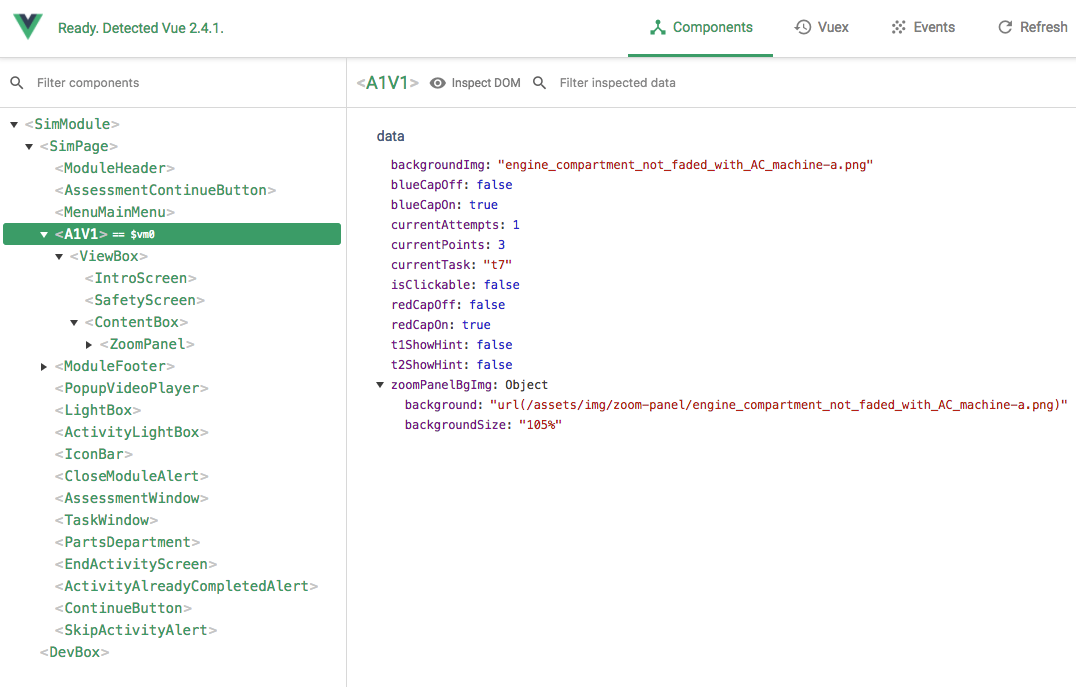 Ready. Detected Vue 2.4.1.
Components
Vuex
Events
Refresh
Filter components
<A1V1>
Inspect DOM
Filter inspected data
<SimModule>
<SimPage>
<ModuleHeader>
<AssessmentContinueButton>
<MenuMainMenu>
<A1V1> == $vm0
<ViewBox>
<IntroScreen>
<SafetyScreen>
<ContentBox>
<ZoomPanel>
<ModuleFooter>
<PopupVideoPlayer>
<LightBox>
<ActivityLightBox>
<IconBar>
<CloseModuleAlert>
<AssessmentWindow>
<TaskWindow>
<PartsDepartment>
<EndActivityScreen>
<ActivityAlreadyCompletedAlert>
<ContinueButton>
<SkipActivityAlert>
<DevBox>
data
backgroundImg: "engine_compartment_not_faded_with_AC_machine-a.png"
blueCapOff: false
blueCapOn: true
currentAttempts: 1
currentPoints: 3
currentTask: "t7"
isClickable: false
redCapOff: false
redCapOn: true
t1ShowHint: false
t2ShowHint: false
zoomPanelBgImg: Object
background: "url(/assets/img/zoom-panel/engine_compartment_not_faded_with_AC_machine-a.png)"
backgroundSize: "105%"